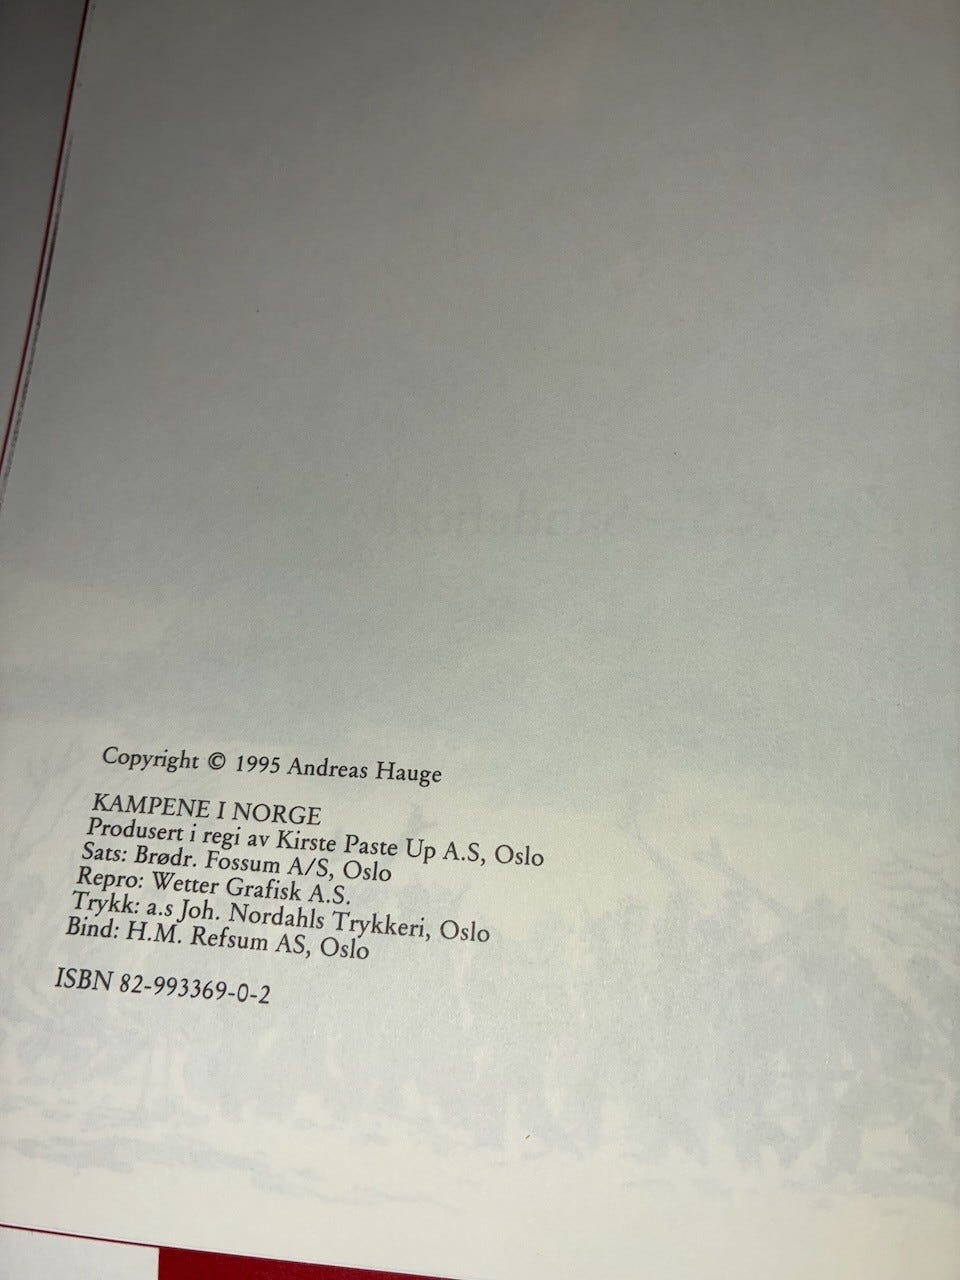 Copyright © 1995 Andreas Hauge
KAMPENE I NORGE
Produsert i regi av Kirste Paste Up A.S, Oslo
Sats: Brødr. Fossum A/S, Oslo
Repro: Wetter Grafisk A.S.
Trykk: a.s Joh. Nordahls Trykkeri, Oslo
Bind: H.M. Refsum AS, Oslo
ISBN 82-993369-0-2